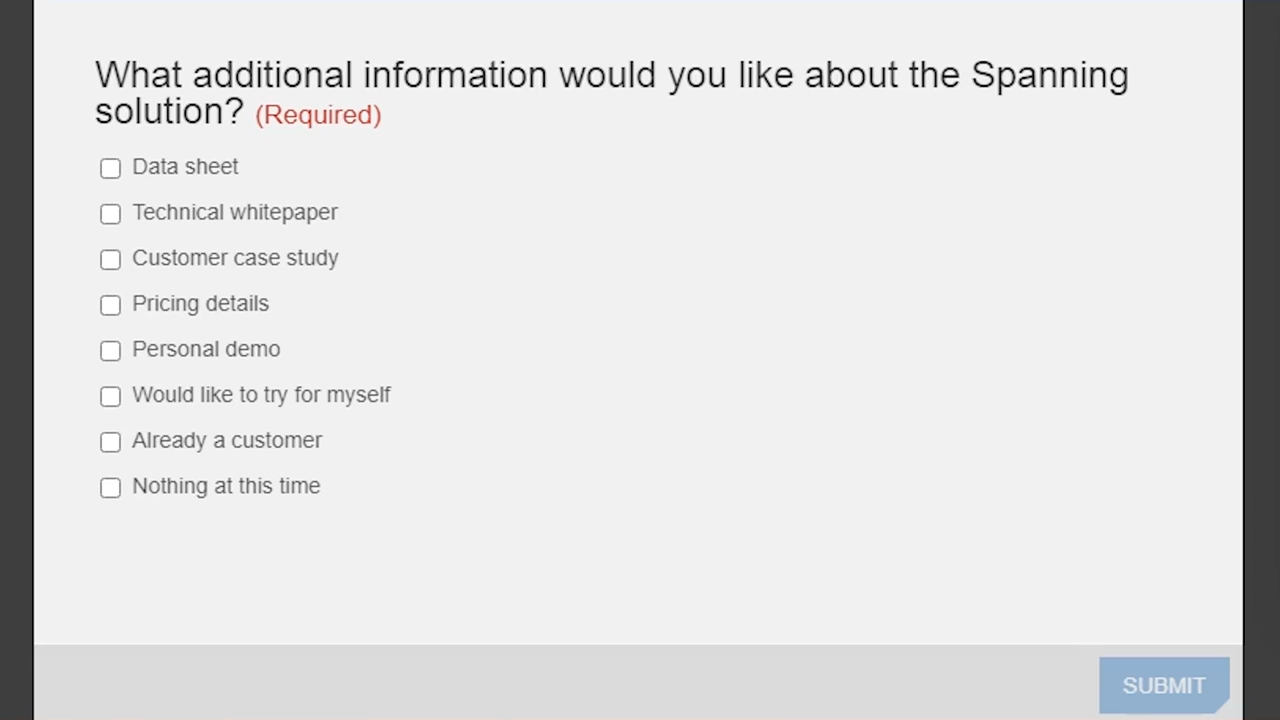 What additional information would you like about the Spanning
solution? (Required)
Data sheet
Technical whitepaper
Customer case study
Pricing details
Personal demo
Would like to try for myself
Already a customer
Nothing at this time
SUBMIT